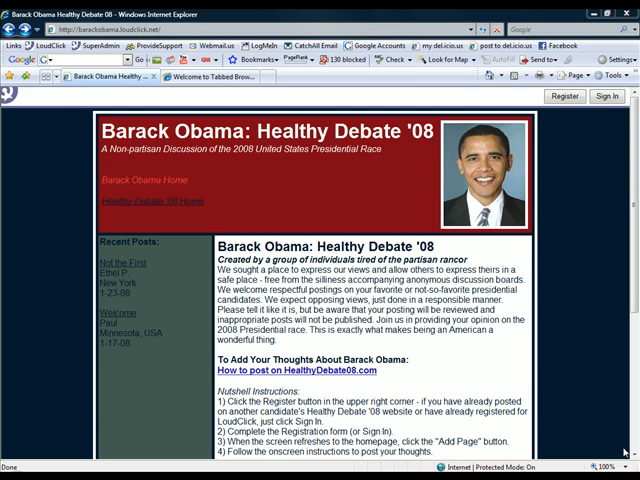 Barack Obama Healthy Debate 08 - Windows Internet Explorer
http://barackobama.loudclick.net/
Google
Links LoudClick SuperAdmin ProvideSupport Webmail.us LogMeIn CatchAll Email Google Accounts my del.icio.us post to del.icio.us Facebook
Google Go Bookmarks PageRank 130 blocked Check Look for Map AutoFill Send to Settings
Barack Obama Healthy ... Welcome to Tabbed Brow... Page Tools
Register Sign In
Barack Obama: Healthy Debate '08
A Non-partisan Discussion of the 2008 United States Presidential Race
Barack Obama Home
Healthy Debate '08 Home
Recent Posts:
Not the First
Ethel P.
New York
1-23-08
Welcome
Paul
Minnesota, USA
1-17-08
Barack Obama: Healthy Debate '08
Created by a group of individuals tired of the partisan rancor
We sought a place to express our views and allow others to express theirs in a
safe place - free from the silliness accompanying anonymous discussion boards.
We welcome respectful postings on your favorite or not-so-favorite presidential
candidates. We expect opposing views, just done in a responsible manner.
Please tell it like it is, but be aware that your posting will be reviewed and
inappropriate posts will not be published. Join us in providing your opinion on the
2008 Presidential race. This is exactly what makes being an American a
wonderful thing.
To Add Your Thoughts About Barack Obama:
How to post on HealthyDebate08.com
Nutshell Instructions:
1) Click the Register button in the upper right corner - if you have already posted
on another candidate's Healthy Debate '08 website or have already registered for
LoudClick, just click Sign In.
2) Complete the Registration form (or Sign In).
3) When the screen refreshes to the homepage, click the "Add Page" button.
4) Follow the onscreen instructions to post your thoughts.
Done Internet | Protected Mode: On 100%